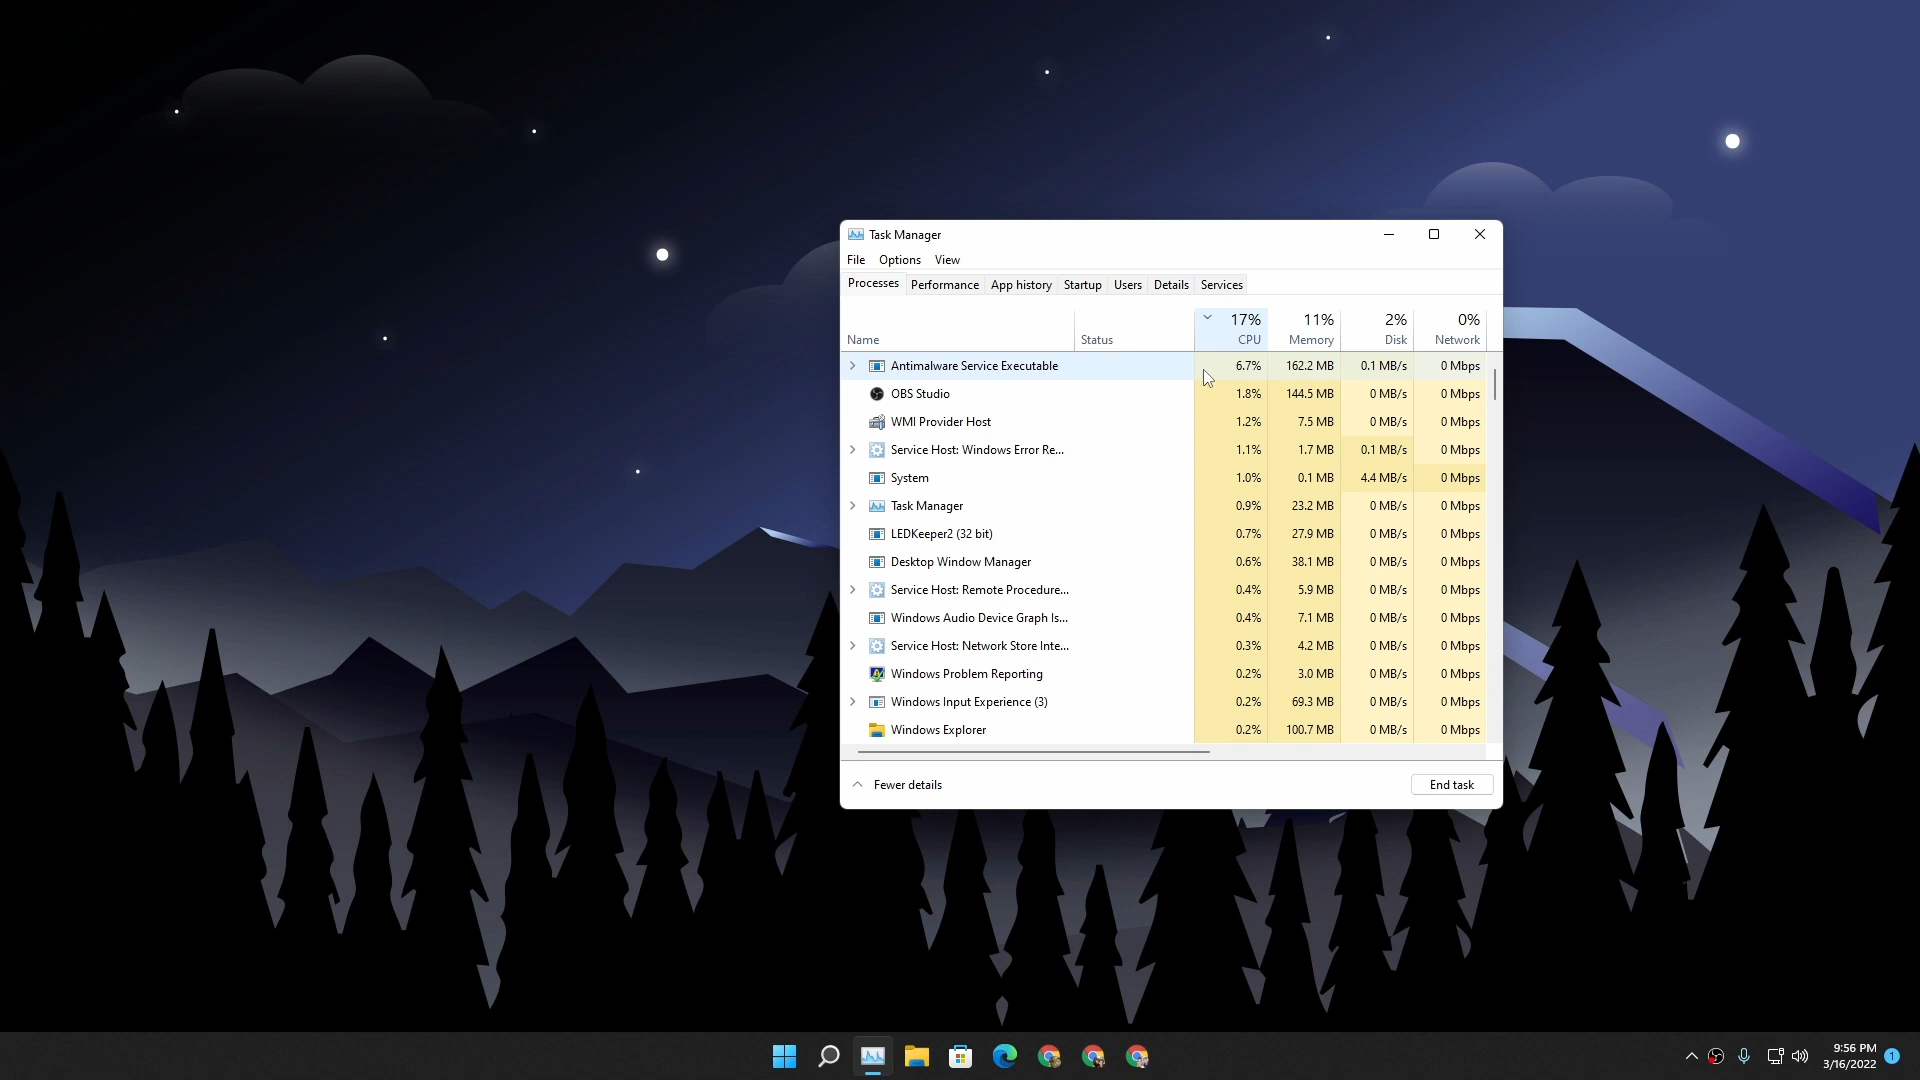 Task Manager
File Options View
Processes Performance App history Startup Users Details Services
17% 11% 2% 0%
Name Status CPU Memory Disk Network
Antimalware Service Executable 6.7% 162.2 MB 0.1 MB/s 0 Mbps
OBS Studio 1.8% 144.5 MB 0 MB/s 0 Mbps
WMI Provider Host 1.2% 7.5 MB 0 MB/s 0 Mbps
Service Host: Windows Error Re... 1.1% 1.7 MB 0.1 MB/s 0 Mbps
System 1.0% 0.1 MB 4.4 MB/s 0 Mbps
Task Manager 0.9% 23.2 MB 0 MB/s 0 Mbps
LEDKeeper2 (32 bit) 0.7% 27.9 MB 0 MB/s 0 Mbps
Desktop Window Manager 0.6% 38.1 MB 0 MB/s 0 Mbps
Service Host: Remote Procedure... 0.4% 5.9 MB 0 MB/s 0 Mbps
Windows Audio Device Graph Is... 0.4% 7.1 MB 0 MB/s 0 Mbps
Service Host: Network Store Inte... 0.3% 4.2 MB 0 MB/s 0 Mbps
Windows Problem Reporting 0.2% 3.0 MB 0 MB/s 0 Mbps
Windows Input Experience (3) 0.2% 69.3 MB 0 MB/s 0 Mbps
Windows Explorer 0.2% 100.7 MB 0 MB/s 0 Mbps
Fewer details End task
9:56 PM
3/16/2022 1